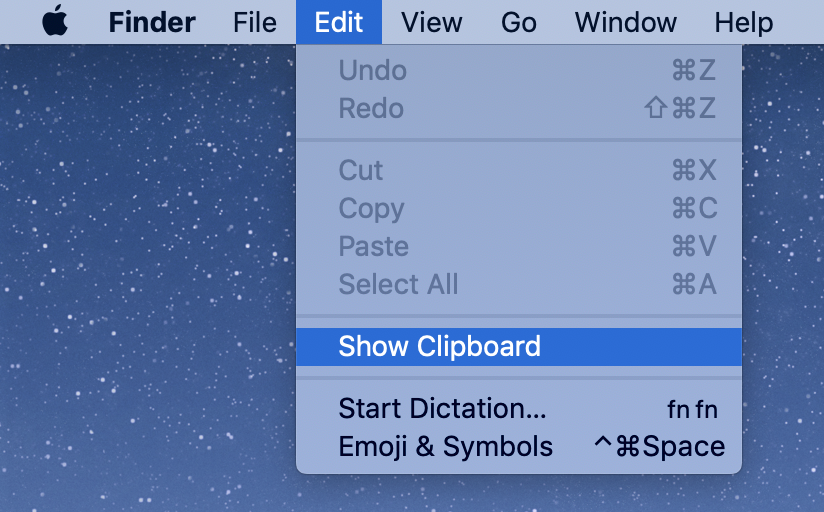 Finder File Edit View Go Window Help
Undo ⌘Z
Redo ⇧⌘Z
Cut ⌘X
Copy ⌘C
Paste ⌘V
Select All ⌘A
Show Clipboard
Start Dictation... fn fn
Emoji & Symbols ^⌘Space